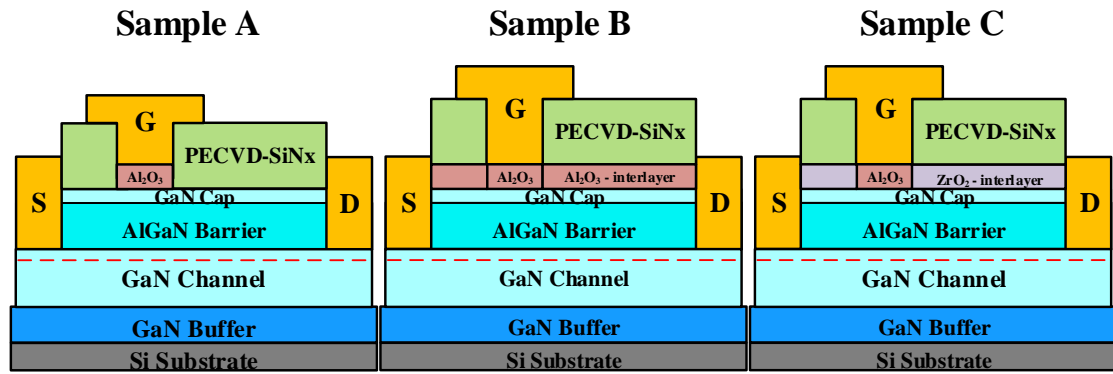 Sample A
G
PECVD-SiNx
Al₂O₃
S
GaN Cap
D
AlGaN Barrier
GaN Channel
GaN Buffer
Si Substrate
Sample B
G
PECVD-SiNx
Al₂O₃
Al₂O₃ - interlayer
S
GaN Cap
D
AlGaN Barrier
GaN Channel
GaN Buffer
Si Substrate
Sample C
G
PECVD-SiNx
Al₂O₃
ZrO₂ - interlayer
S
GaN Cap
D
AlGaN Barrier
GaN Channel
GaN Buffer
Si Substrate